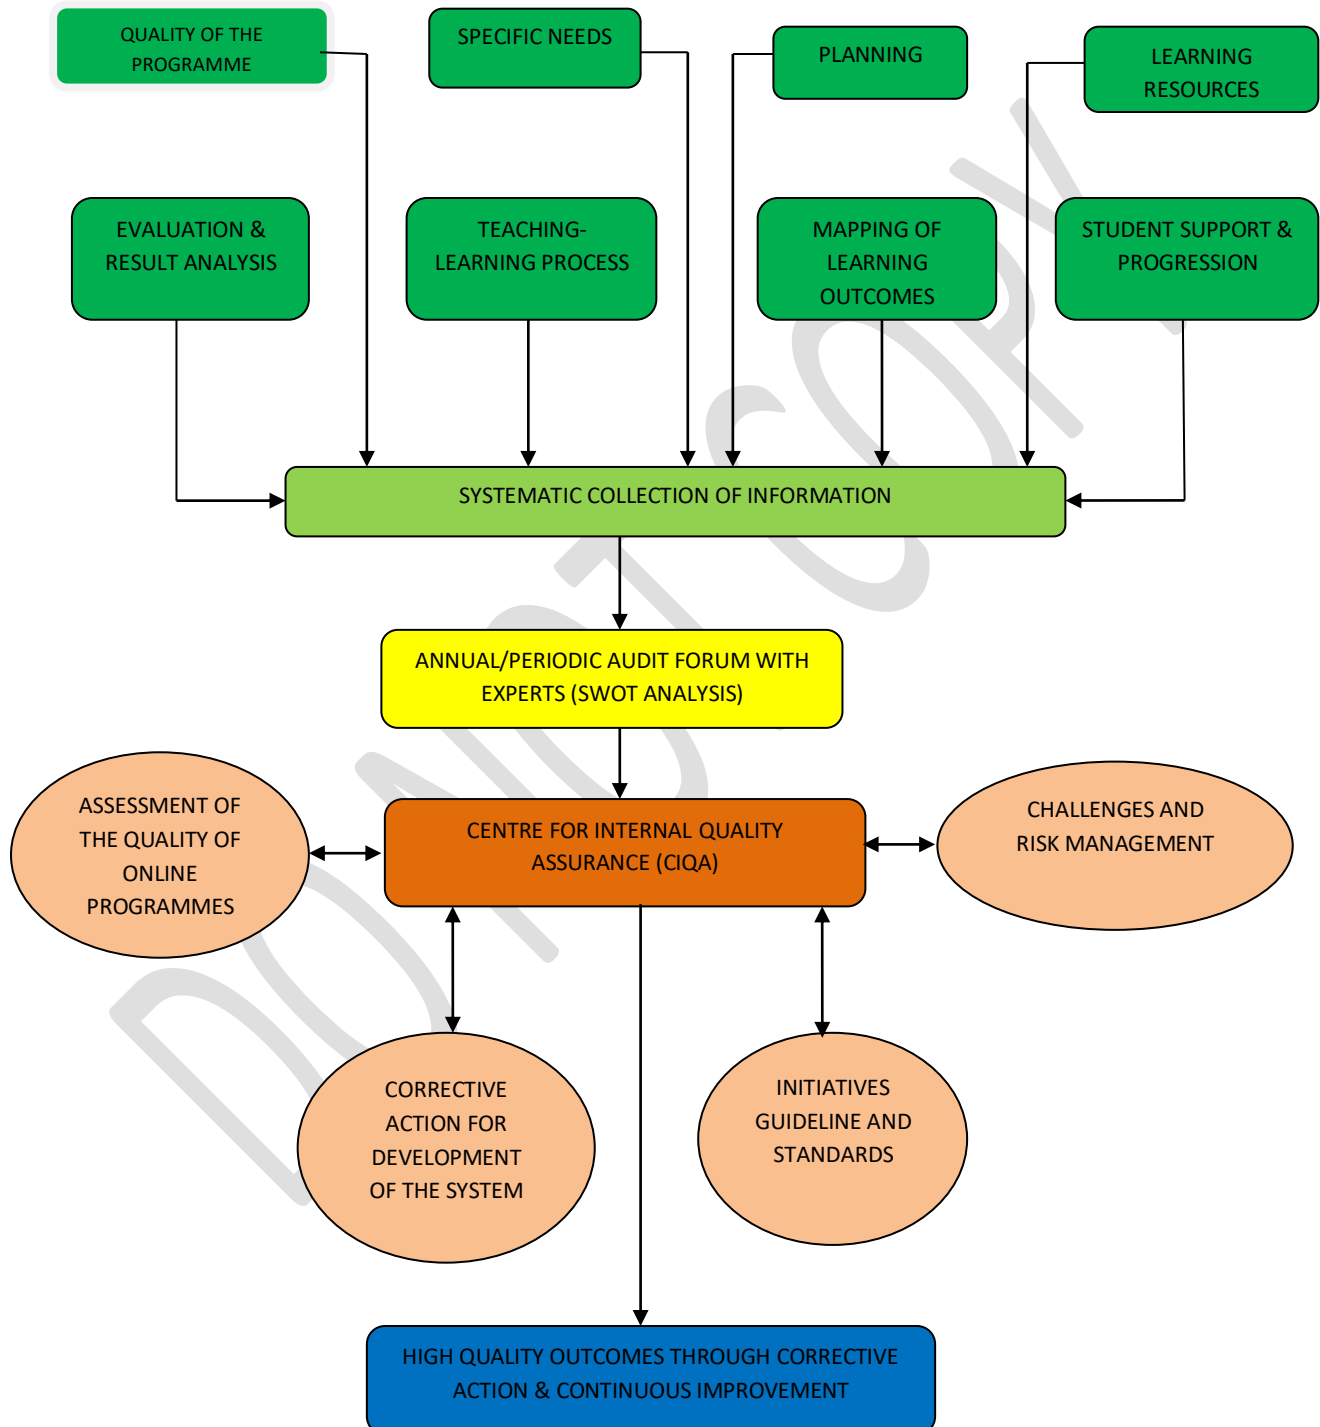 QUALITY OF THE
PROGRAMME
SPECIFIC NEEDS
PLANNING
LEARNING
RESOURCES
EVALUATION &
RESULT ANALYSIS
TEACHING-
LEARNING PROCESS
MAPPING OF
LEARNING
OUTCOMES
STUDENT SUPPORT &
PROGRESSION
SYSTEMATIC COLLECTION OF INFORMATION
ANNUAL/PERIODIC AUDIT FORUM WITH
EXPERTS (SWOT ANALYSIS)
ASSESSMENT OF
THE QUALITY OF
ONLINE
PROGRAMMES
CENTRE FOR INTERNAL QUALITY
ASSURANCE (CIQA)
CHALLENGES AND
RISK MANAGEMENT
CORRECTIVE
ACTION FOR
DEVELOPMENT
OF THE SYSTEM
INITIATIVES
GUIDELINE AND
STANDARDS
HIGH QUALITY OUTCOMES THROUGH CORRECTIVE
ACTION & CONTINUOUS IMPROVEMENT
DO NOT COPY